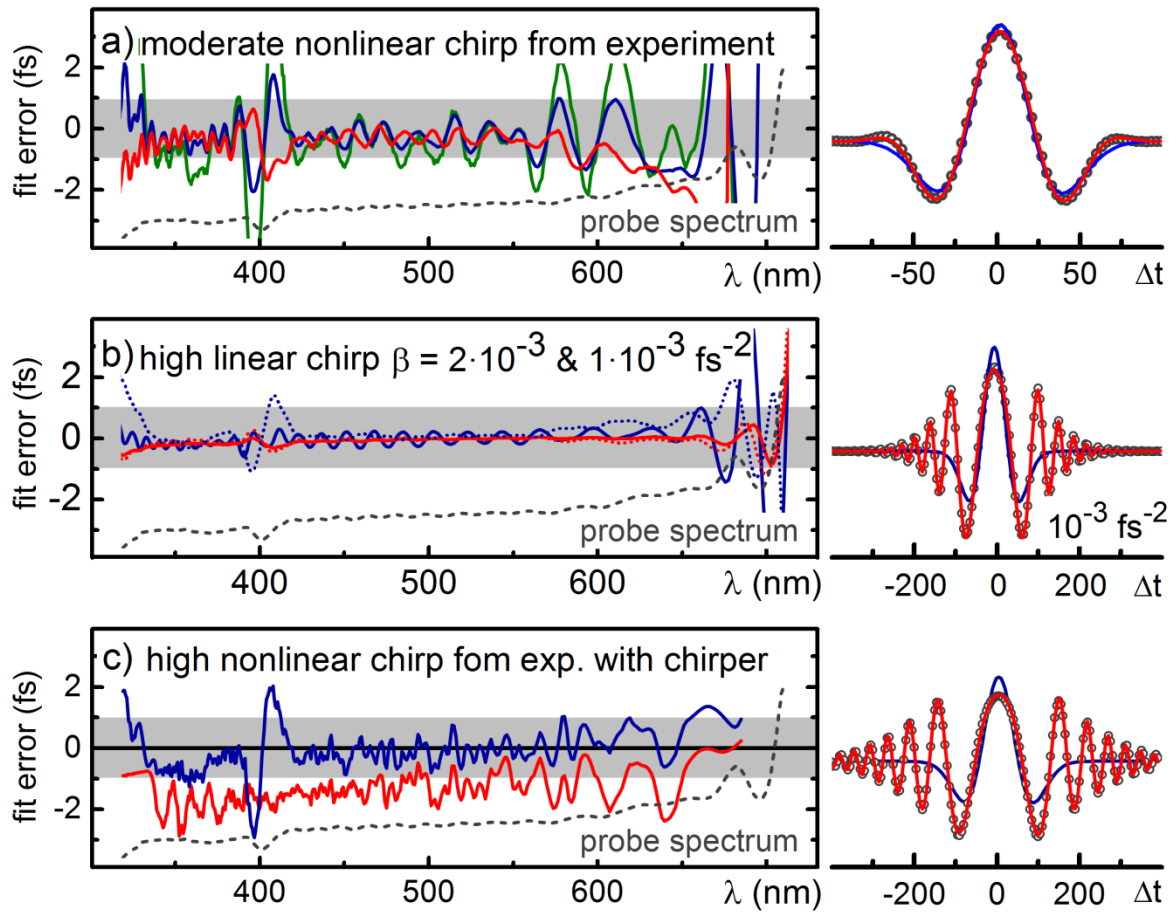 a) moderate nonlinear chirp from experiment
fit error (fs)
2
0
-2
probe spectrum
400
500
600
λ (nm)
-50
0
50
Δt
b) high linear chirp β = 2·10⁻³ & 1·10⁻³ fs⁻²
fit error (fs)
2
0
-2
probe spectrum
400
500
600
λ (nm)
10⁻³ fs⁻²
-200
0
200
Δt
c) high nonlinear chirp fom exp. with chirper
fit error (fs)
2
0
-2
probe spectrum
400
500
600
λ (nm)
-200
0
200
Δt